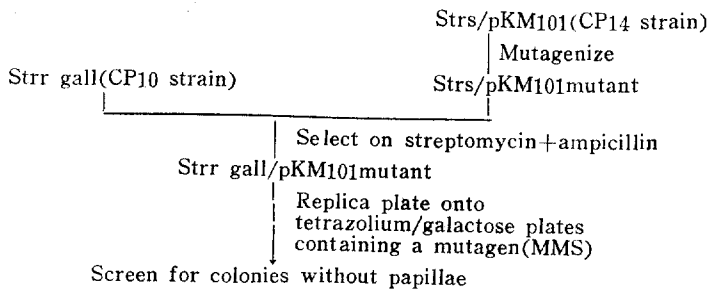 Strs/pKM101(CP14 strain)
Mutagenize
Strr gall(CP10 strain)
Strs/pKM101mutant
Select on streptomycin+ampicillin
Strr gall/pKM101mutant
Replica plate onto
tetrazolium/galactose plates
containing a mutagen(MMS)
Screen for colonies without papillae